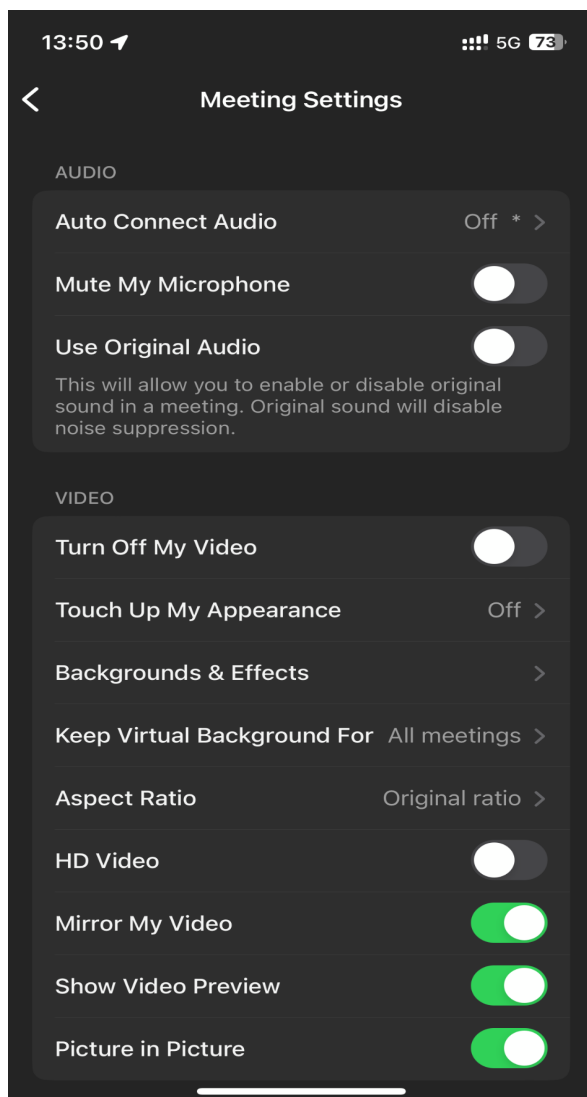 13:50 5G 73
Meeting Settings
AUDIO
Auto Connect Audio Off * >
Mute My Microphone
Use Original Audio
This will allow you to enable or disable original
sound in a meeting. Original sound will disable
noise suppression.
VIDEO
Turn Off My Video
Touch Up My Appearance Off >
Backgrounds & Effects >
Keep Virtual Background For All meetings >
Aspect Ratio Original ratio >
HD Video
Mirror My Video
Show Video Preview
Picture in Picture